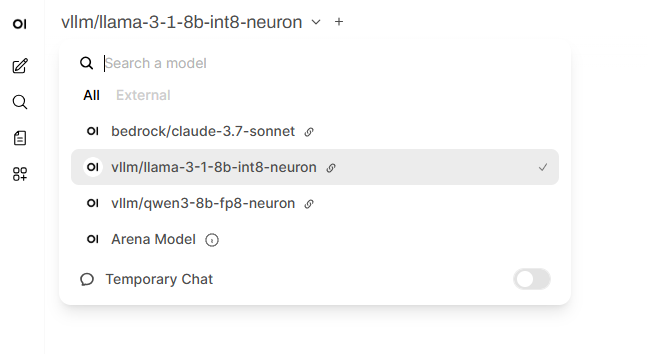 OI vllm/llama-3-1-8b-int8-neuron
Search a model
All External
OI bedrock/claude-3.7-sonnet
OI vllm/llama-3-1-8b-int8-neuron
OI vllm/qwen3-8b-fp8-neuron
OI Arena Model
Temporary Chat